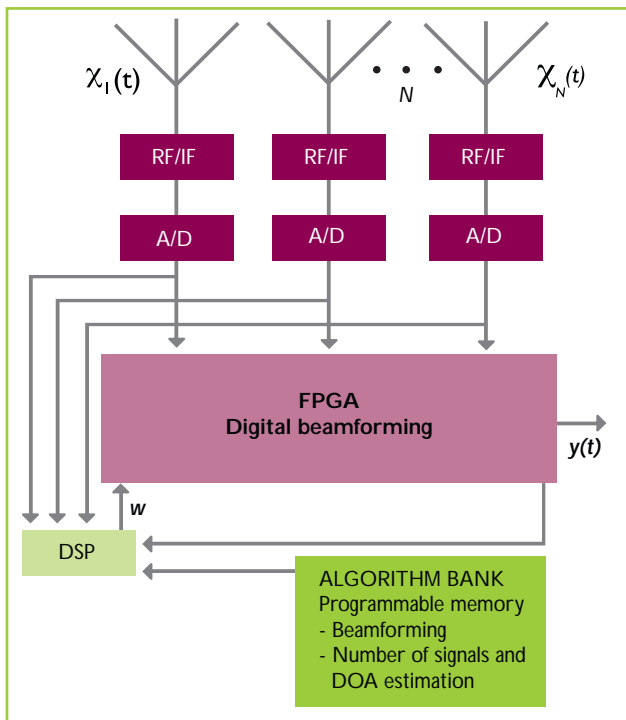 χ₁(t)
• • •
N
χ_N(t)
RF/IF
RF/IF
RF/IF
A/D
A/D
A/D
FPGA
Digital beamforming
y(t)
w
DSP
ALGORITHM BANK
Programmable memory
- Beamforming
- Number of signals and
DOA estimation